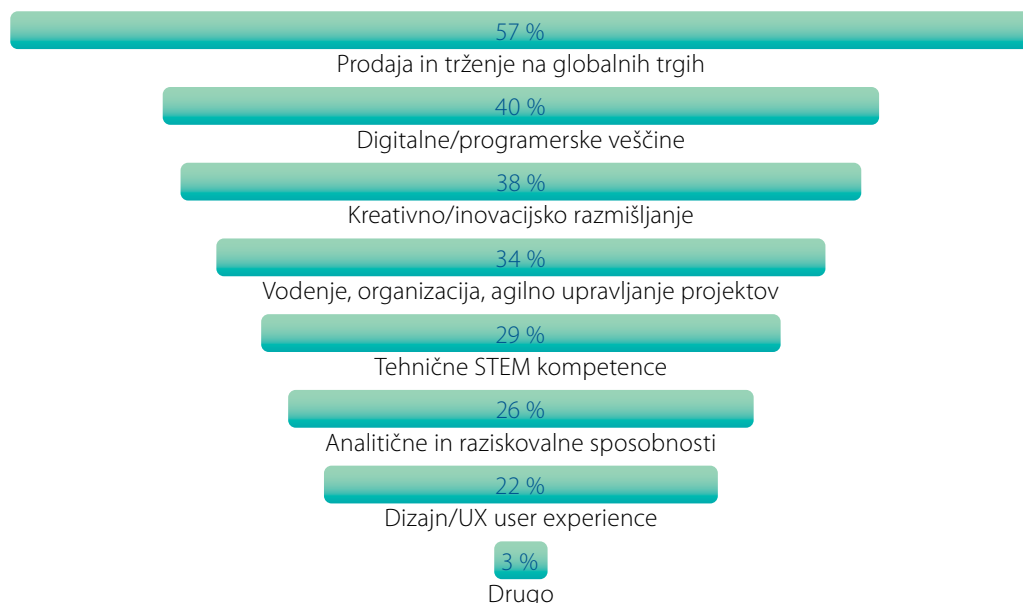 57 %
Prodaja in trženje na globalnih trgih
40 %
Digitalne/programerske veščine
38 %
Kreativno/inovacijsko razmišljanje
34 %
Vodenje, organizacija, agilno upravljanje projektov
29 %
Tehnične STEM kompetence
26 %
Analitične in raziskovalne sposobnosti
22 %
Dizajn/UX user experience
3 %
Drugo